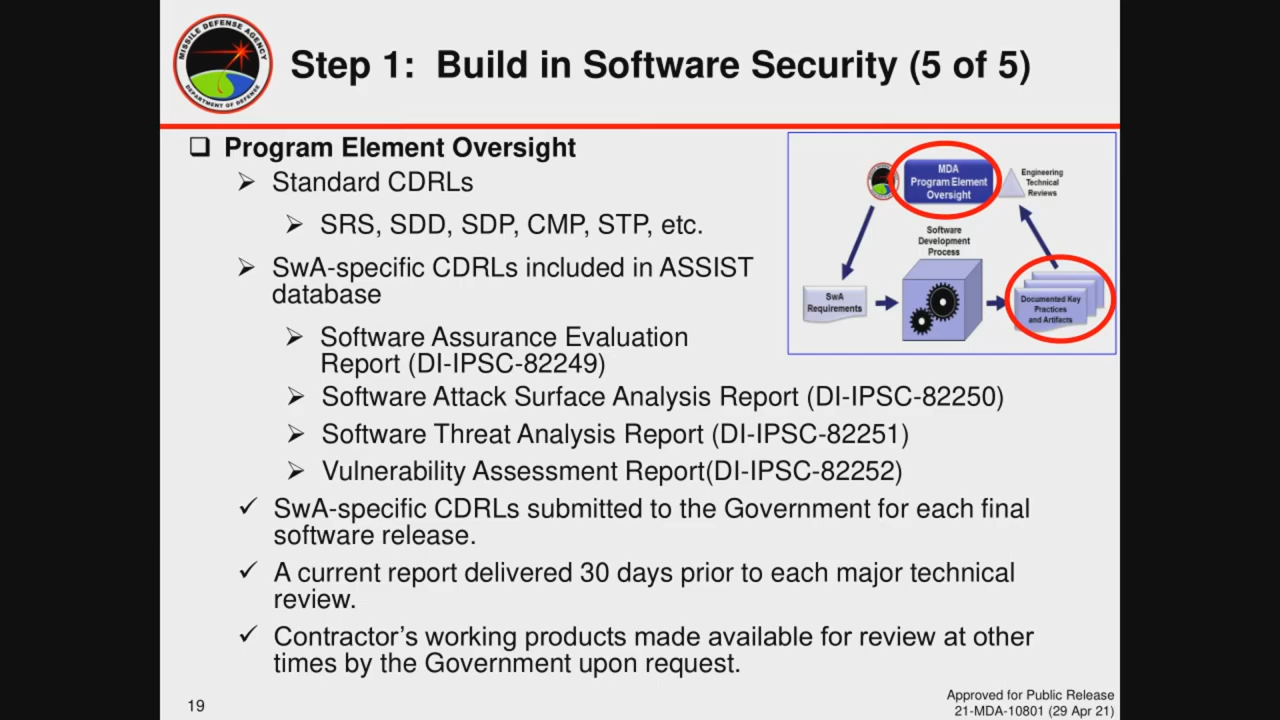 MISSILE DEFENSE AGENCY
DEPARTMENT OF DEFENSE
Step 1: Build in Software Security (5 of 5)
Program Element Oversight
Standard CDRLs
SRS, SDD, SDP, CMP, STP, etc.
SwA-specific CDRLs included in ASSIST
database
Software Assurance Evaluation
Report (DI-IPSC-82249)
Software Attack Surface Analysis Report (DI-IPSC-82250)
Software Threat Analysis Report (DI-IPSC-82251)
Vulnerability Assessment Report(DI-IPSC-82252)
SwA-specific CDRLs submitted to the Government for each final
software release.
A current report delivered 30 days prior to each major technical
review.
Contractor's working products made available for review at other
times by the Government upon request.
MDA
Program Element
Oversight
Engineering
Technical
Reviews
Software
Development
Process
SwA
Requirements
Documented Key
Practices
and Artifacts
19
Approved for Public Release
21-MDA-10801 (29 Apr 21)